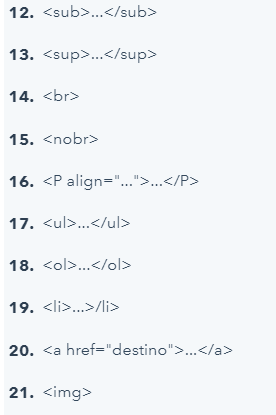 12. <sub>...</sub>
13. <sup>...</sup>
14. <br>
15. <nobr>
16. <P align="...">...</P>
17. <ul>...</ul>
18. <ol>...</ol>
19. <li>...>/li>
20. <a href="destino">...</a>
21. <img>